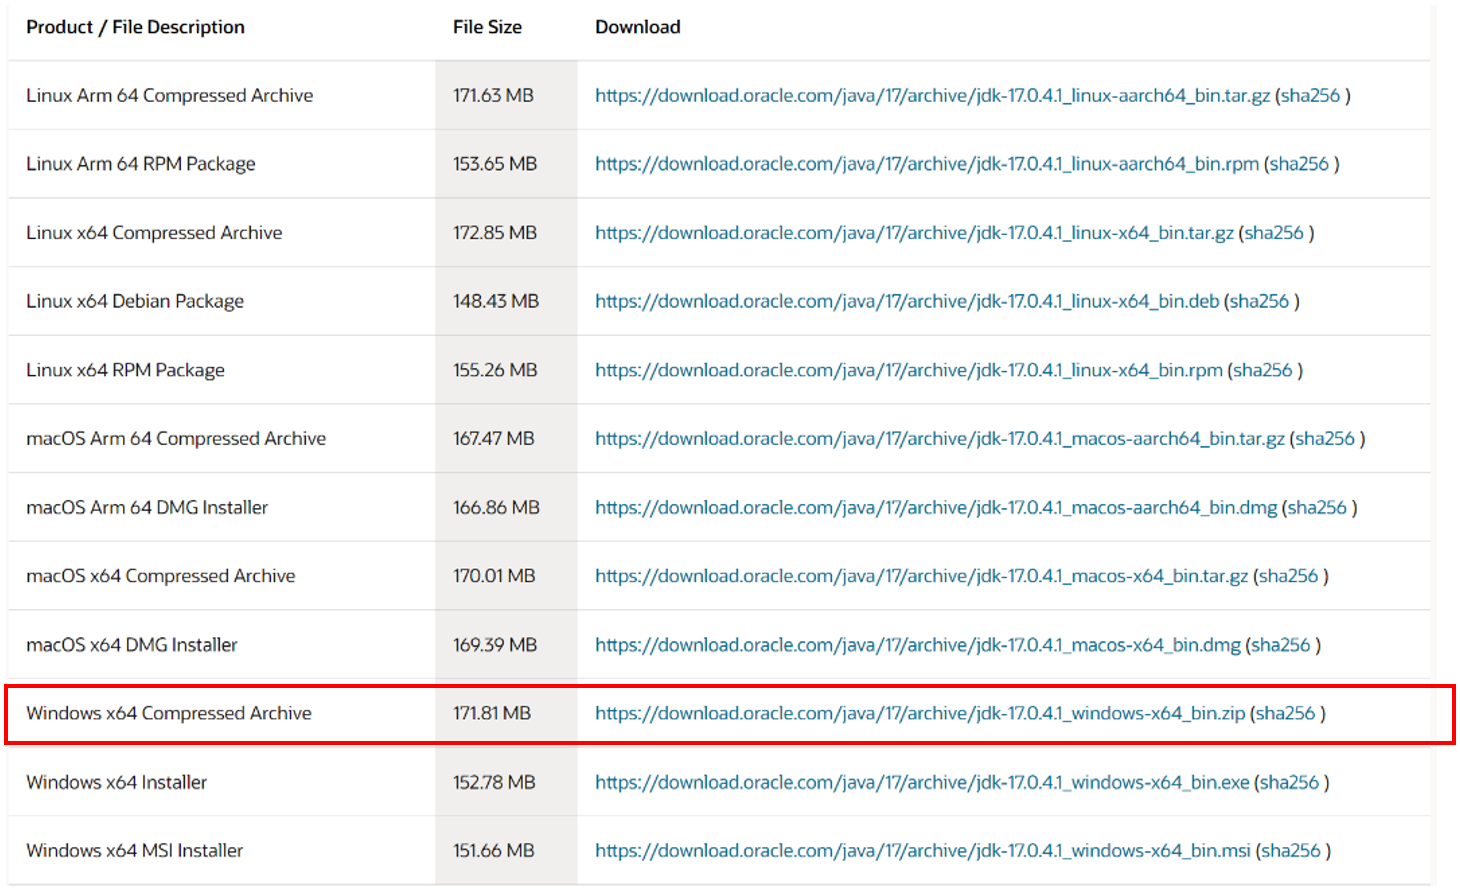 Product / File Description File Size Download
Linux Arm 64 Compressed Archive 171.63 MB https://download.oracle.com/java/17/archive/jdk-17.0.4.1_linux-aarch64_bin.tar.gz (sha256 )
Linux Arm 64 RPM Package 153.65 MB https://download.oracle.com/java/17/archive/jdk-17.0.4.1_linux-aarch64_bin.rpm (sha256 )
Linux x64 Compressed Archive 172.85 MB https://download.oracle.com/java/17/archive/jdk-17.0.4.1_linux-x64_bin.tar.gz (sha256 )
Linux x64 Debian Package 148.43 MB https://download.oracle.com/java/17/archive/jdk-17.0.4.1_linux-x64_bin.deb (sha256 )
Linux x64 RPM Package 155.26 MB https://download.oracle.com/java/17/archive/jdk-17.0.4.1_linux-x64_bin.rpm (sha256 )
macOS Arm 64 Compressed Archive 167.47 MB https://download.oracle.com/java/17/archive/jdk-17.0.4.1_macos-aarch64_bin.tar.gz (sha256 )
macOS Arm 64 DMG Installer 166.86 MB https://download.oracle.com/java/17/archive/jdk-17.0.4.1_macos-aarch64_bin.dmg (sha256 )
macOS x64 Compressed Archive 170.01 MB https://download.oracle.com/java/17/archive/jdk-17.0.4.1_macos-x64_bin.tar.gz (sha256 )
macOS x64 DMG Installer 169.39 MB https://download.oracle.com/java/17/archive/jdk-17.0.4.1_macos-x64_bin.dmg (sha256 )
Windows x64 Compressed Archive 171.81 MB https://download.oracle.com/java/17/archive/jdk-17.0.4.1_windows-x64_bin.zip (sha256 )
Windows x64 Installer 152.78 MB https://download.oracle.com/java/17/archive/jdk-17.0.4.1_windows-x64_bin.exe (sha256 )
Windows x64 MSI Installer 151.66 MB https://download.oracle.com/java/17/archive/jdk-17.0.4.1_windows-x64_bin.msi (sha256 )